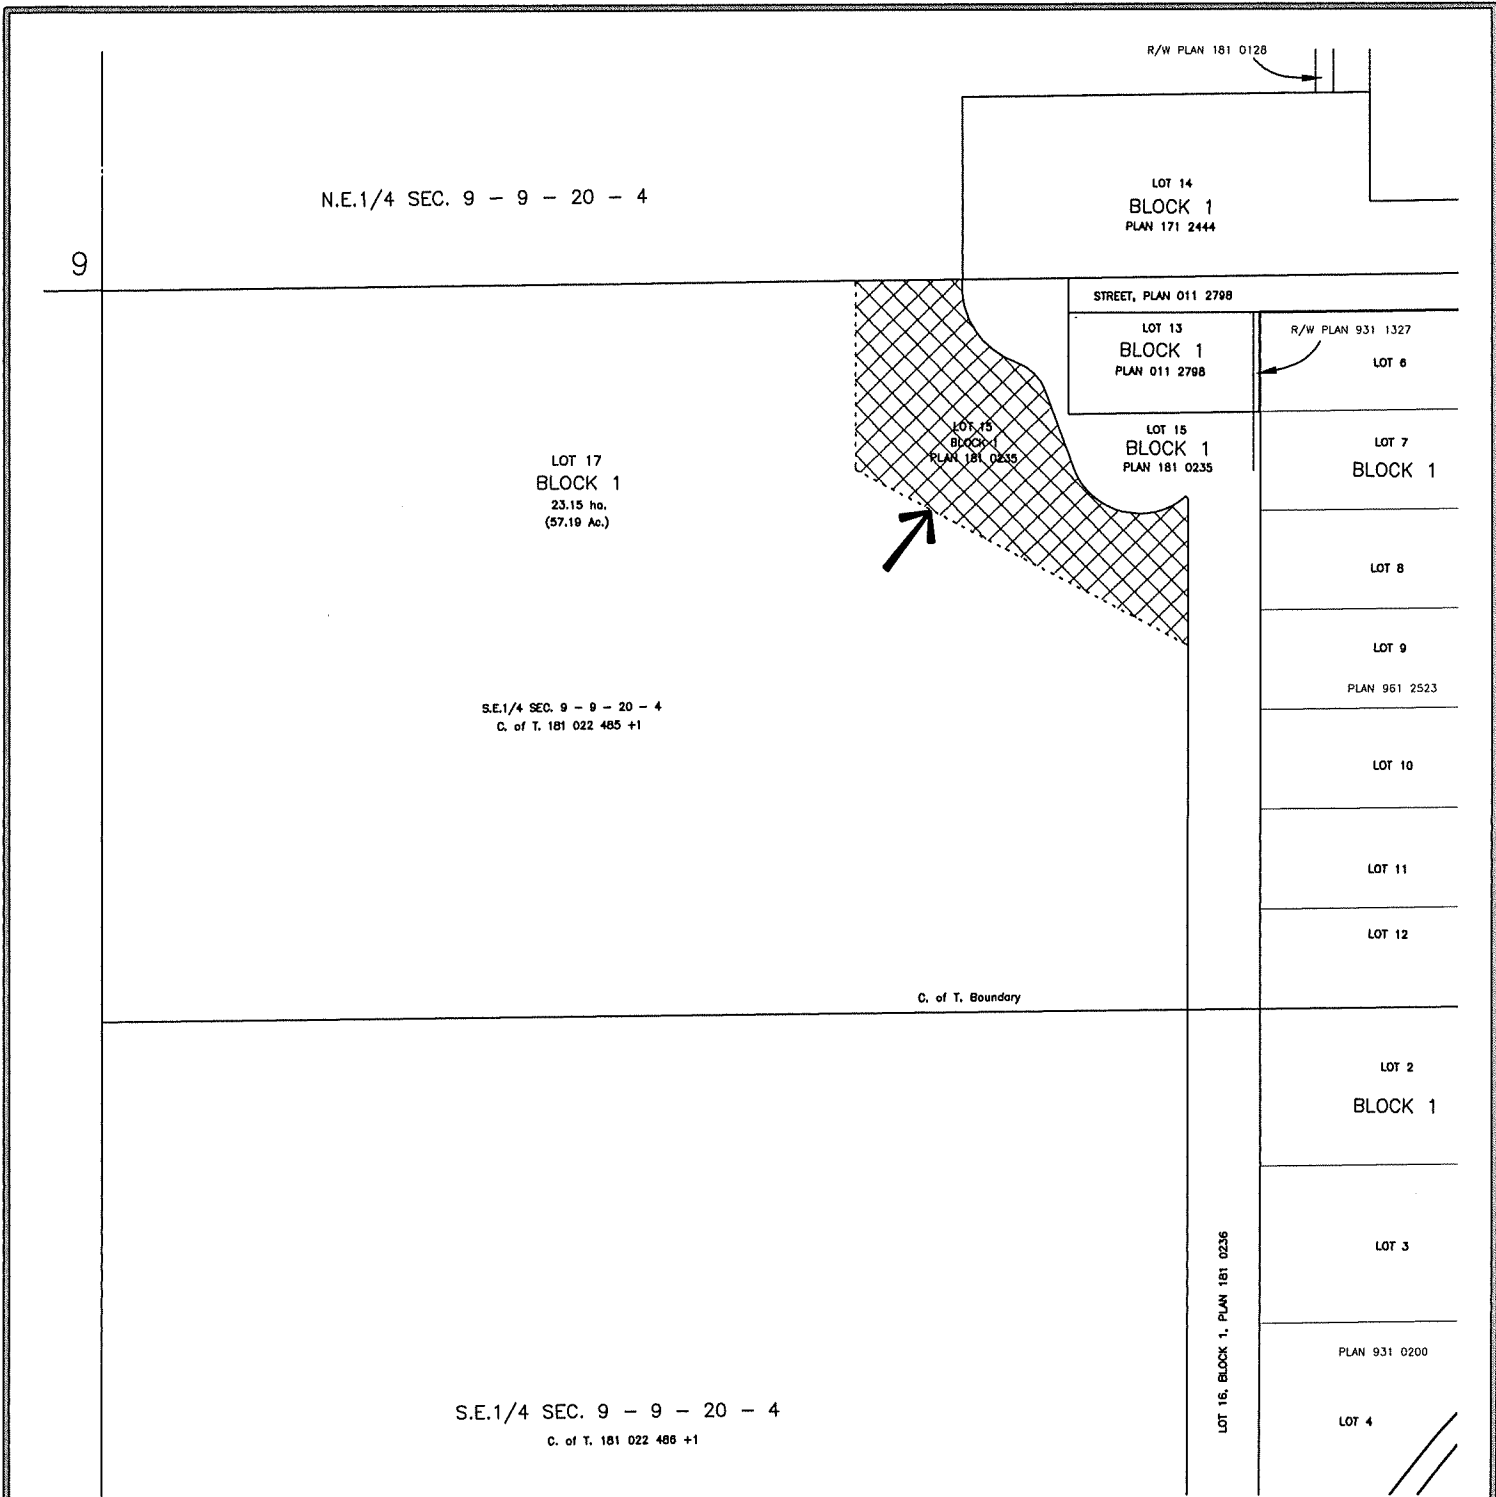 R/W PLAN 181 0128
N.E.1/4 SEC. 9 - 9 - 20 - 4
LOT 14
BLOCK 1
PLAN 171 2444
9
STREET, PLAN 011 2798
LOT 13
BLOCK 1
PLAN 011 2798
R/W PLAN 931 1327
LOT 6
LOT 15
BLOCK 1
PLAN 181 0235
LOT 15
BLOCK 1
PLAN 181 0235
LOT 7
BLOCK 1
LOT 17
BLOCK 1
23.15 ha.
(57.19 Ac.)
LOT 8
LOT 9
PLAN 961 2523
S.E.1/4 SEC. 9 - 9 - 20 - 4
C. of T. 181 022 485 +1
LOT 10
LOT 11
LOT 12
C. of T. Boundary
LOT 2
BLOCK 1
LOT 3
LOT 16, BLOCK 1, PLAN 181 0236
PLAN 931 0200
LOT 4
S.E.1/4 SEC. 9 - 9 - 20 - 4
C. of T. 181 022 486 +1